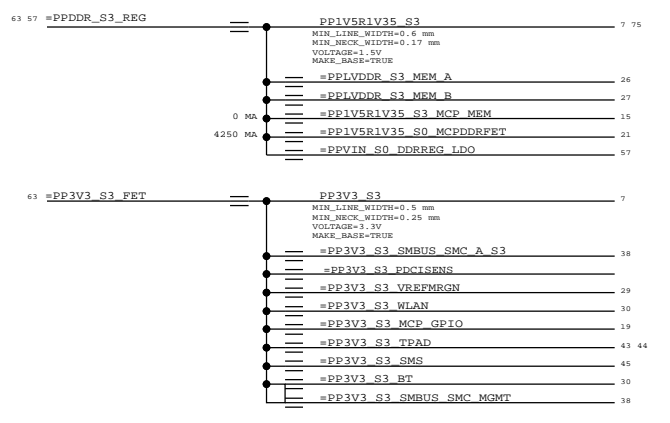 63 57 =PPDDR_S3_REG PP1V5R1V35_S3 7 75
MIN_LINE_WIDTH=0.6 mm
MIN_NECK_WIDTH=0.17 mm
VOLTAGE=1.5V
MAKE_BASE=TRUE
=PPLVDDR_S3_MEM_A 26
=PPLVDDR_S3_MEM_B 27
0 MA =PP1V5R1V35_S3_MCP_MEM 15
4250 MA =PP1V5R1V35_S0_MCPDDRFET 21
=PPVIN_S0_DDRREG_LDO 57
63 =PP3V3_S3_FET PP3V3_S3 7
MIN_LINE_WIDTH=0.5 mm
MIN_NECK_WIDTH=0.25 mm
VOLTAGE=3.3V
MAKE_BASE=TRUE
=PP3V3_S3_SMBUS_SMC_A_S3 38
=PP3V3_S3_PDCISENS
=PP3V3_S3_VREFMRGN 29
=PP3V3_S3_WLAN 30
=PP3V3_S3_MCP_GPIO 19
=PP3V3_S3_TPAD 43 44
=PP3V3_S3_SMS 45
=PP3V3_S3_BT 30
=PP3V3_S3_SMBUS_SMC_MGMT 38